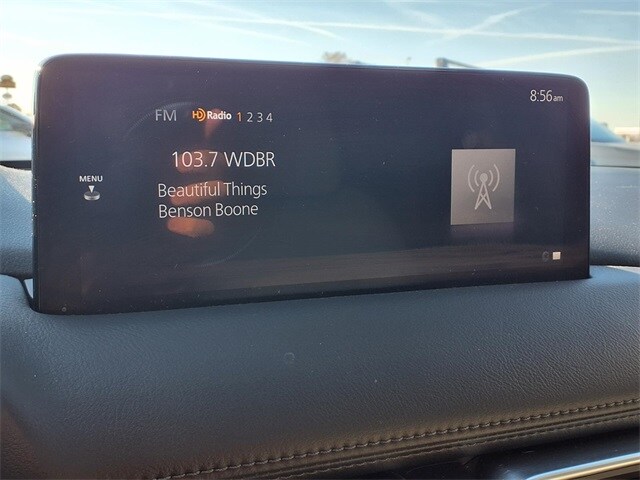 8:56am
FM HD Radio 1 2 3 4
103.7 WDBR
MENU
Beautiful Things
Benson Boone